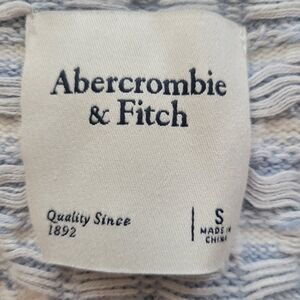 Abercrombie
& Fitch
Quality Since
1892
S
MADE IN
CHINA